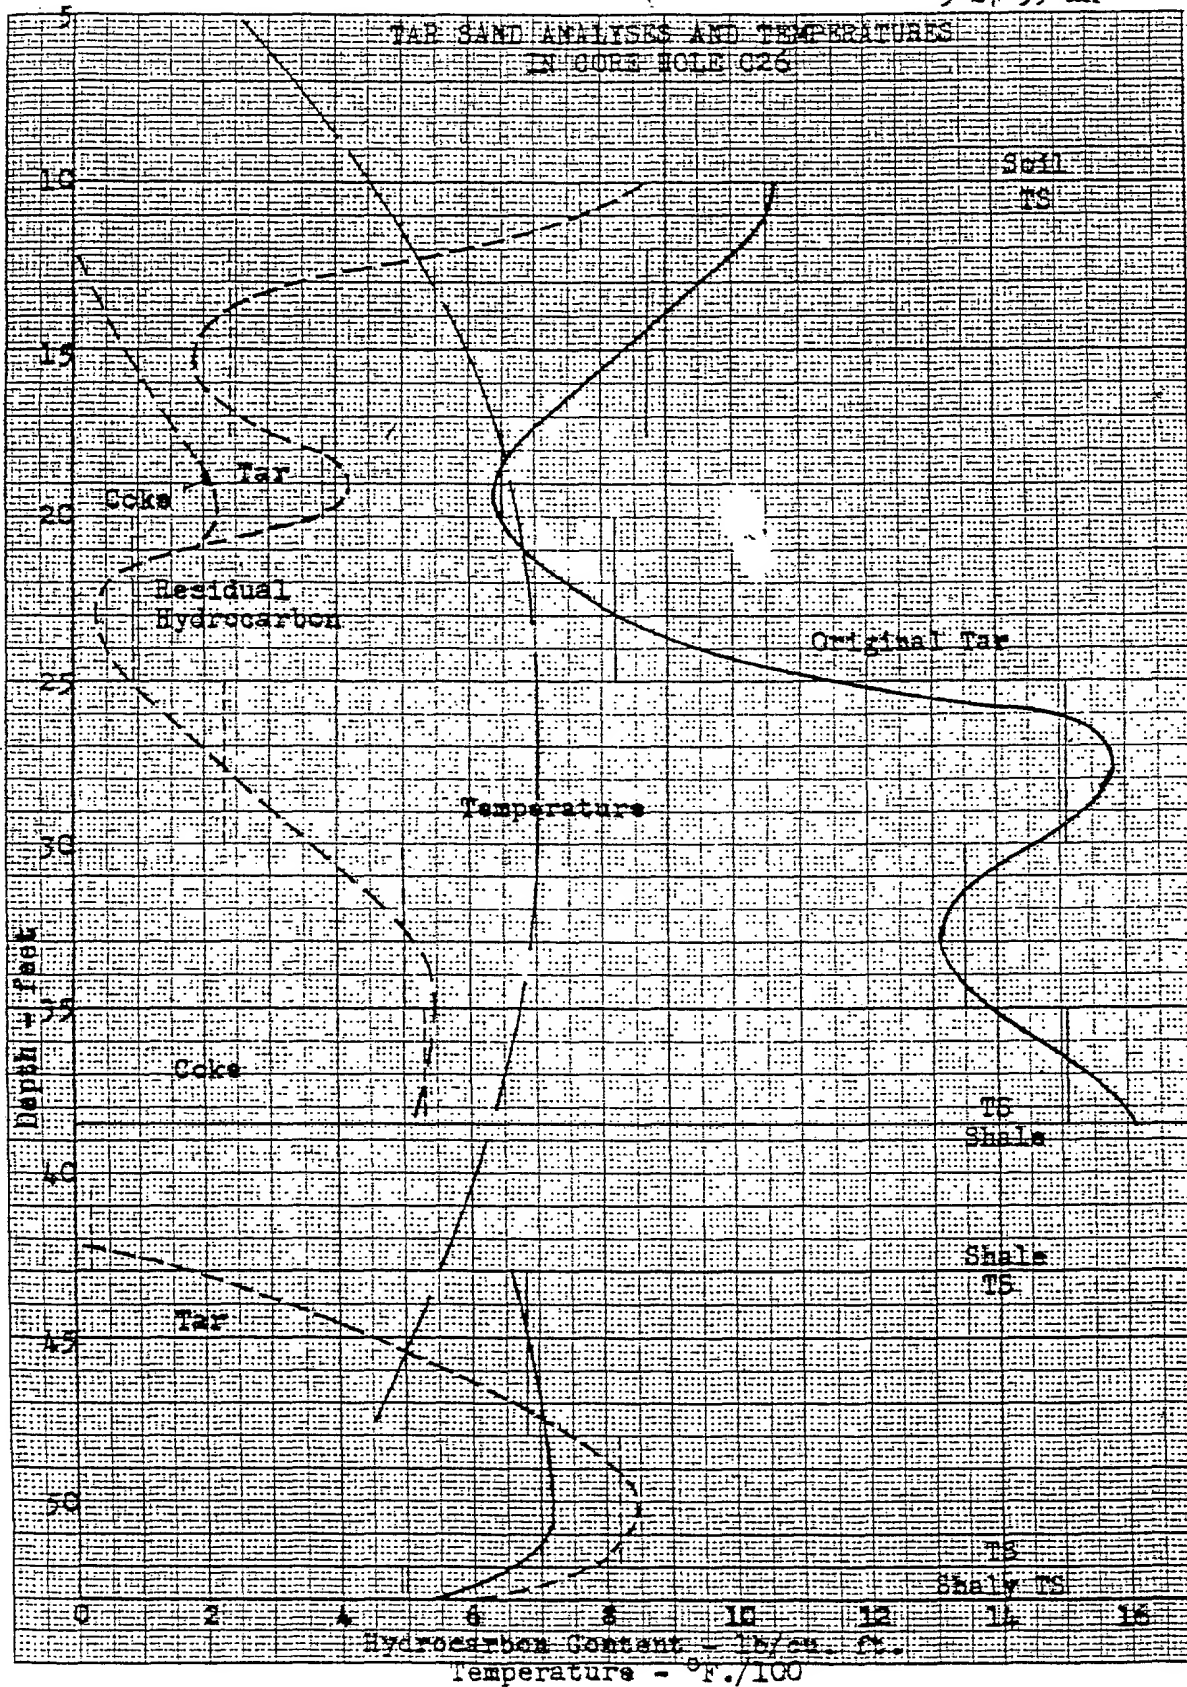 5
TAR SAND ANALYSES AND TEMPERATURES
IN CORE HOLE C26
10
Soil
TS
15
Tar
Coke
20
Residual
Hydrocarbon
Original Tar
25
Temperature
30
Depth - Feet
35
Coke
TS
Shale
40
Shale
TS
Tar
45
50
TS
Shaly TS
0 2 4 6 8 10 12 14 16
Hydrocarbon Content - lb/cu. ft.
Temperature - °F./100